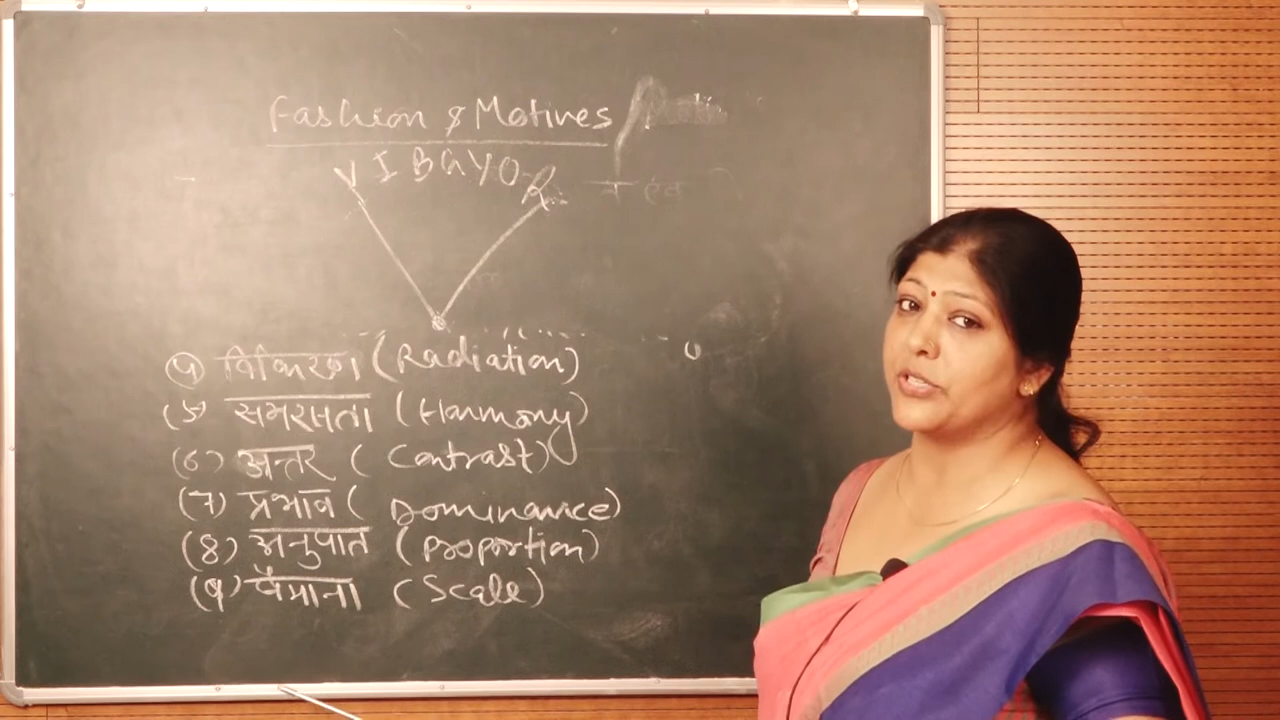 Fashion & Motives
V I B G Y O R
(4) विकिरण (Radiation)
(5) समरसता (Harmony)
(6) अन्तर (Contrast)
(7) प्रभाव (Dominance)
(8) अनुपात (Proportion)
(9) पैमाना (Scale)